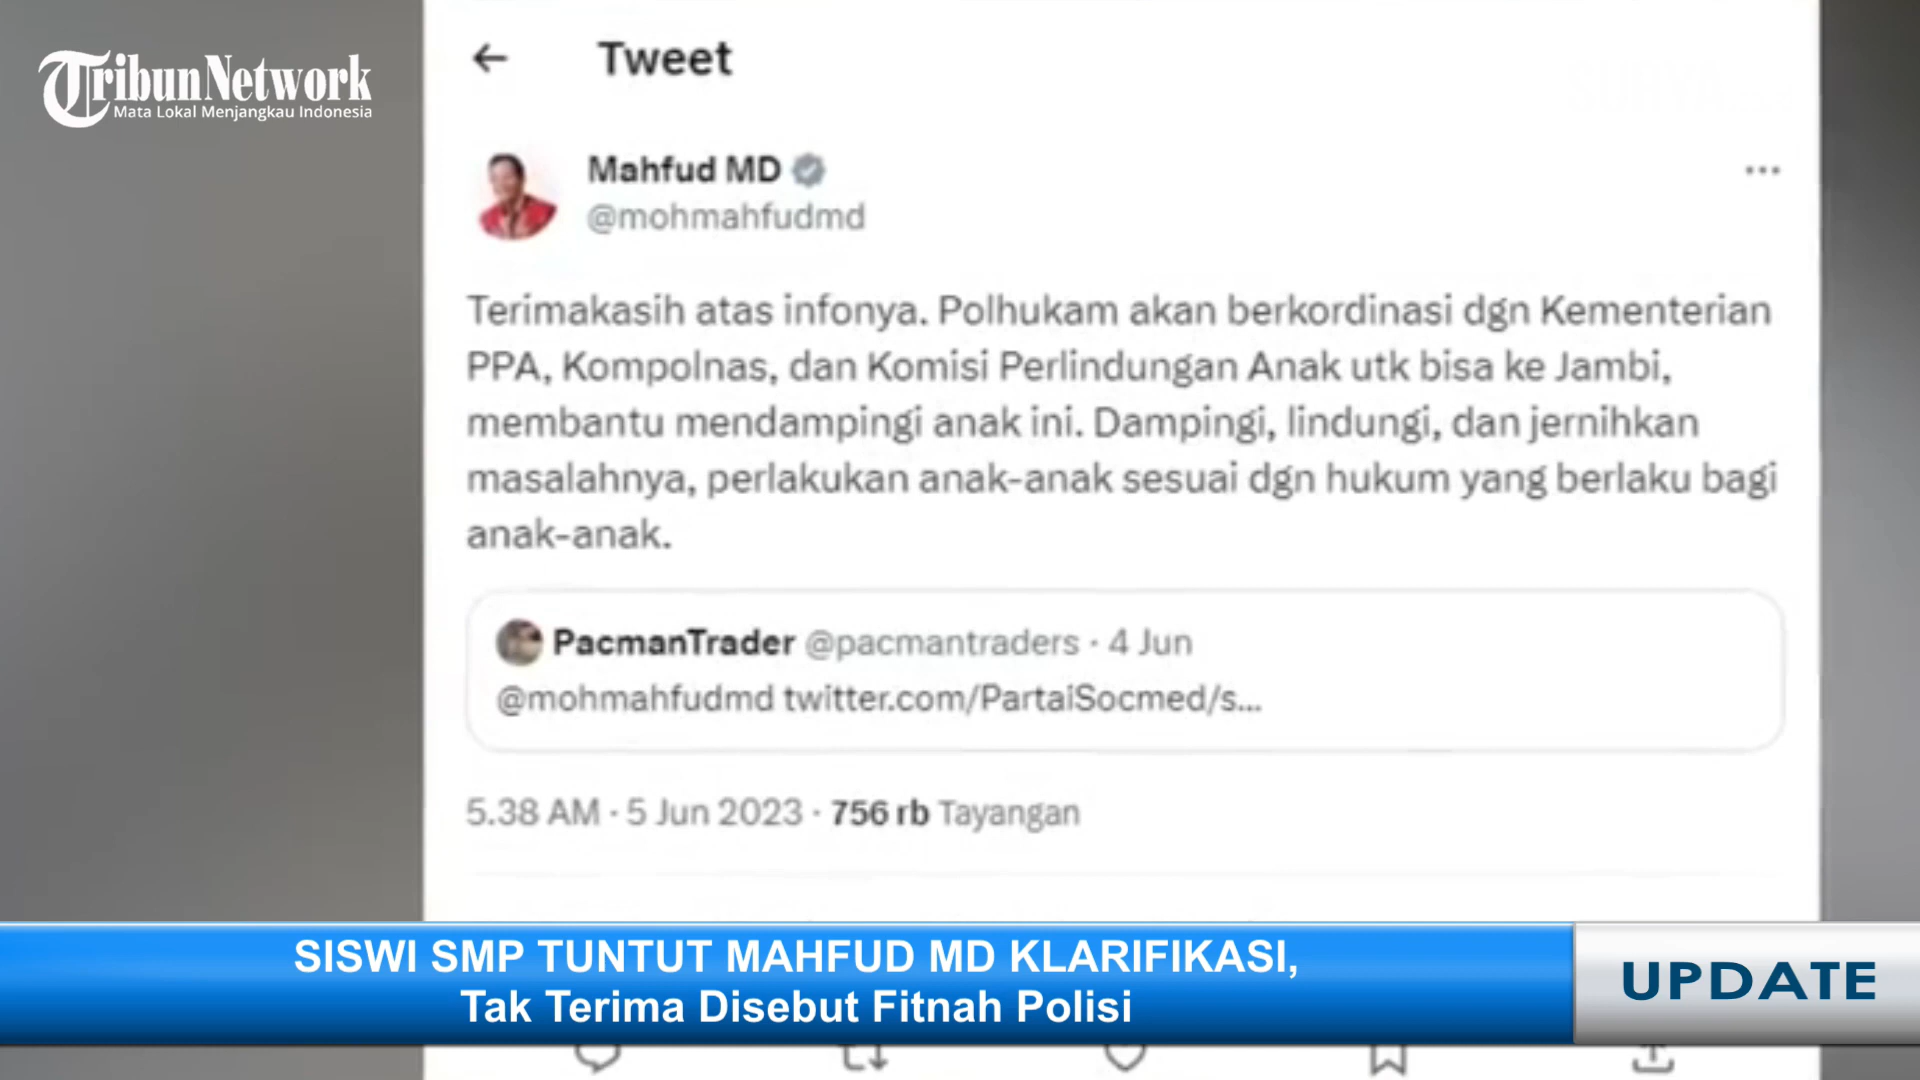 TribunNetwork
Mata Lokal Menjangkau Indonesia
Tweet
Mahfud MD
@mohmahfudmd
Terimakasih atas infonya. Polhukam akan berkordinasi dgn Kementerian
PPA, Kompolnas, dan Komisi Perlindungan Anak utk bisa ke Jambi,
membantu mendampingi anak ini. Dampingi, lindungi, dan jernihkan
masalahnya, perlakukan anak-anak sesuai dgn hukum yang berlaku bagi
anak-anak.
PacmanTrader @pacmantraders · 4 Jun
@mohmahfudmd twitter.com/PartaiSocmed/s...
5.38 AM · 5 Jun 2023 · 756 rb Tayangan
SISWI SMP TUNTUT MAHFUD MD KLARIFIKASI,
Tak Terima Disebut Fitnah Polisi
UPDATE